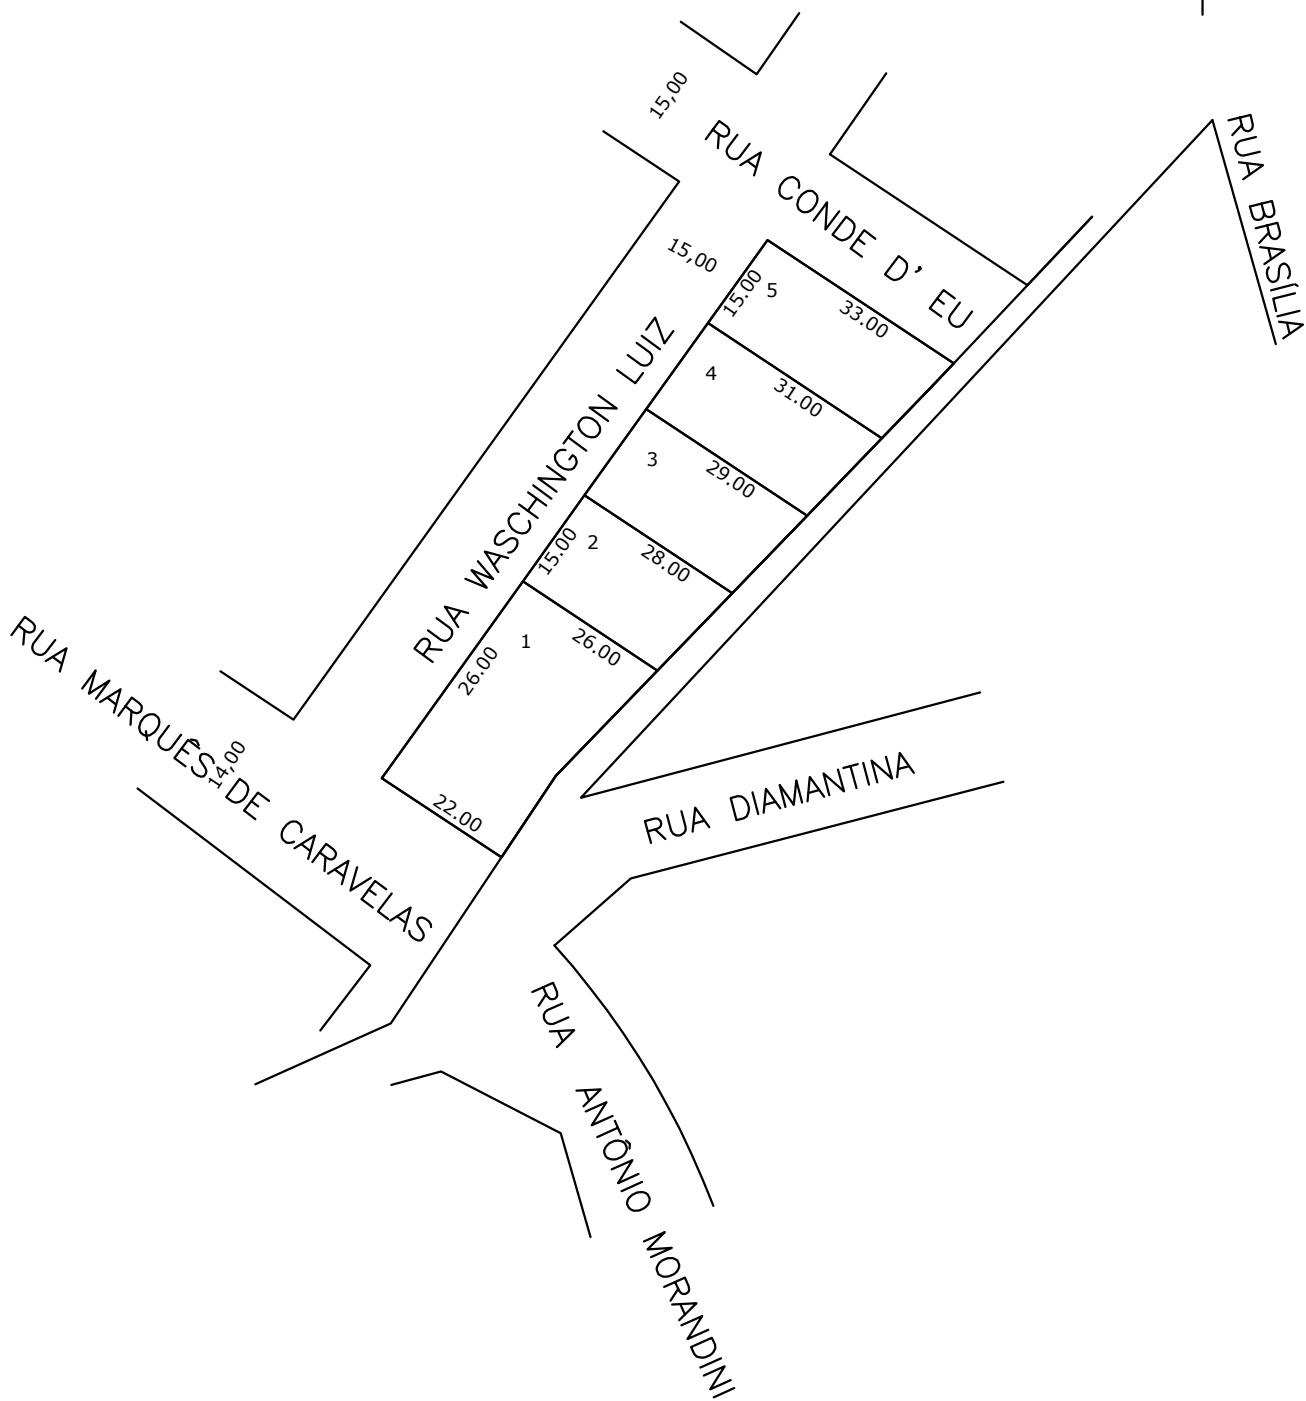 15,00
RUA CONDE D' EU
RUA BRASÍLIA
15,00
15.00
5
33.00
4
31.00
RUA WASCHINGTON LUIZ
3
29.00
15.00
2
28.00
1
26.00
26.00
RUA MARQUÊS DE CARAVELAS
14,00
22.00
RUA DIAMANTINA
RUA ANTÔNIO MORANDINI